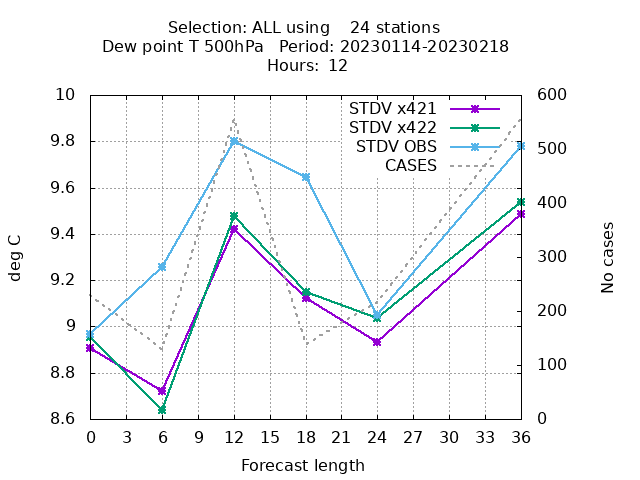 Selection: ALL using    24 stations
Dew point T 500hPa   Period: 20230114-20230218
Hours: 12
10
9.8
9.6
9.4
9.2
9
8.8
8.6
deg C
600
500
400
300
200
100
0
No cases
STDV x421
STDV x422
STDV OBS
CASES
0 3 6 9 12 15 18 21 24 27 30 33 36
Forecast length